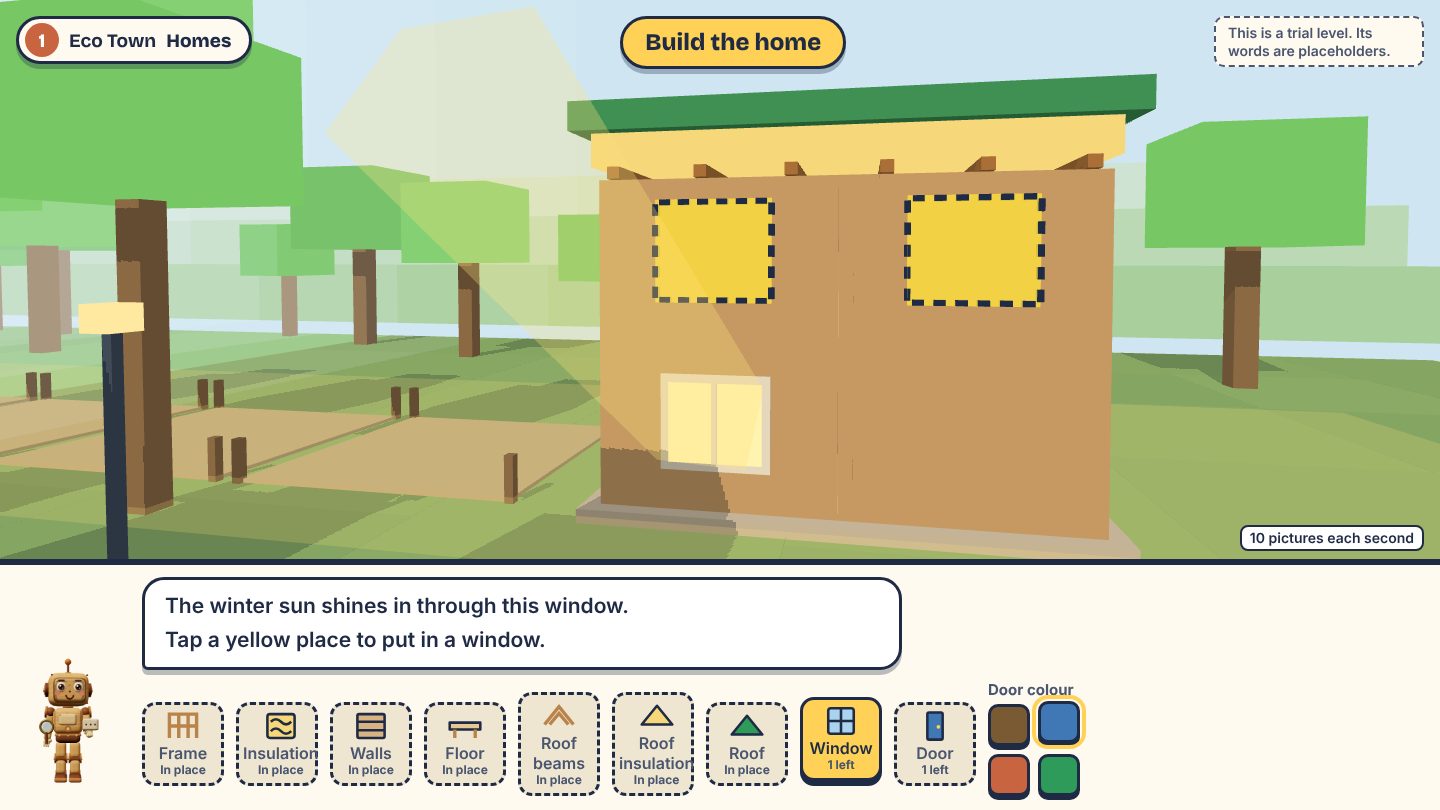 1 Eco Town Homes
Build the home
This is a trial level. Its
words are placeholders.
10 pictures each second
The winter sun shines in through this window.
Tap a yellow place to put in a window.
Door colour
Frame
In place
Insulation
In place
Walls
In place
Floor
In place
Roof
beams
In place
Roof
insulation
In place
Roof
In place
Window
1 left
Door
1 left